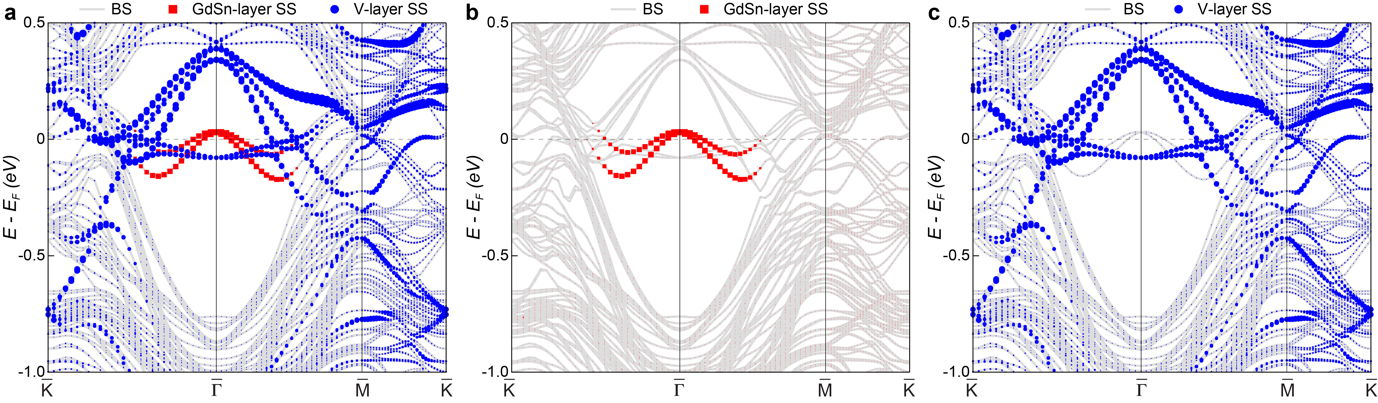 a BS GdSn-layer SS V-layer SS
0.5
0
-0.5
-1.0
E - E_F (eV)
K̅ Γ̅ M̅ K̅
b BS GdSn-layer SS
0.5
0
-0.5
-1.0
E - E_F (eV)
K̅ Γ̅ M̅ K̅
c BS V-layer SS
0.5
0
-0.5
-1.0
E - E_F (eV)
K̅ Γ̅ M̅ K̅